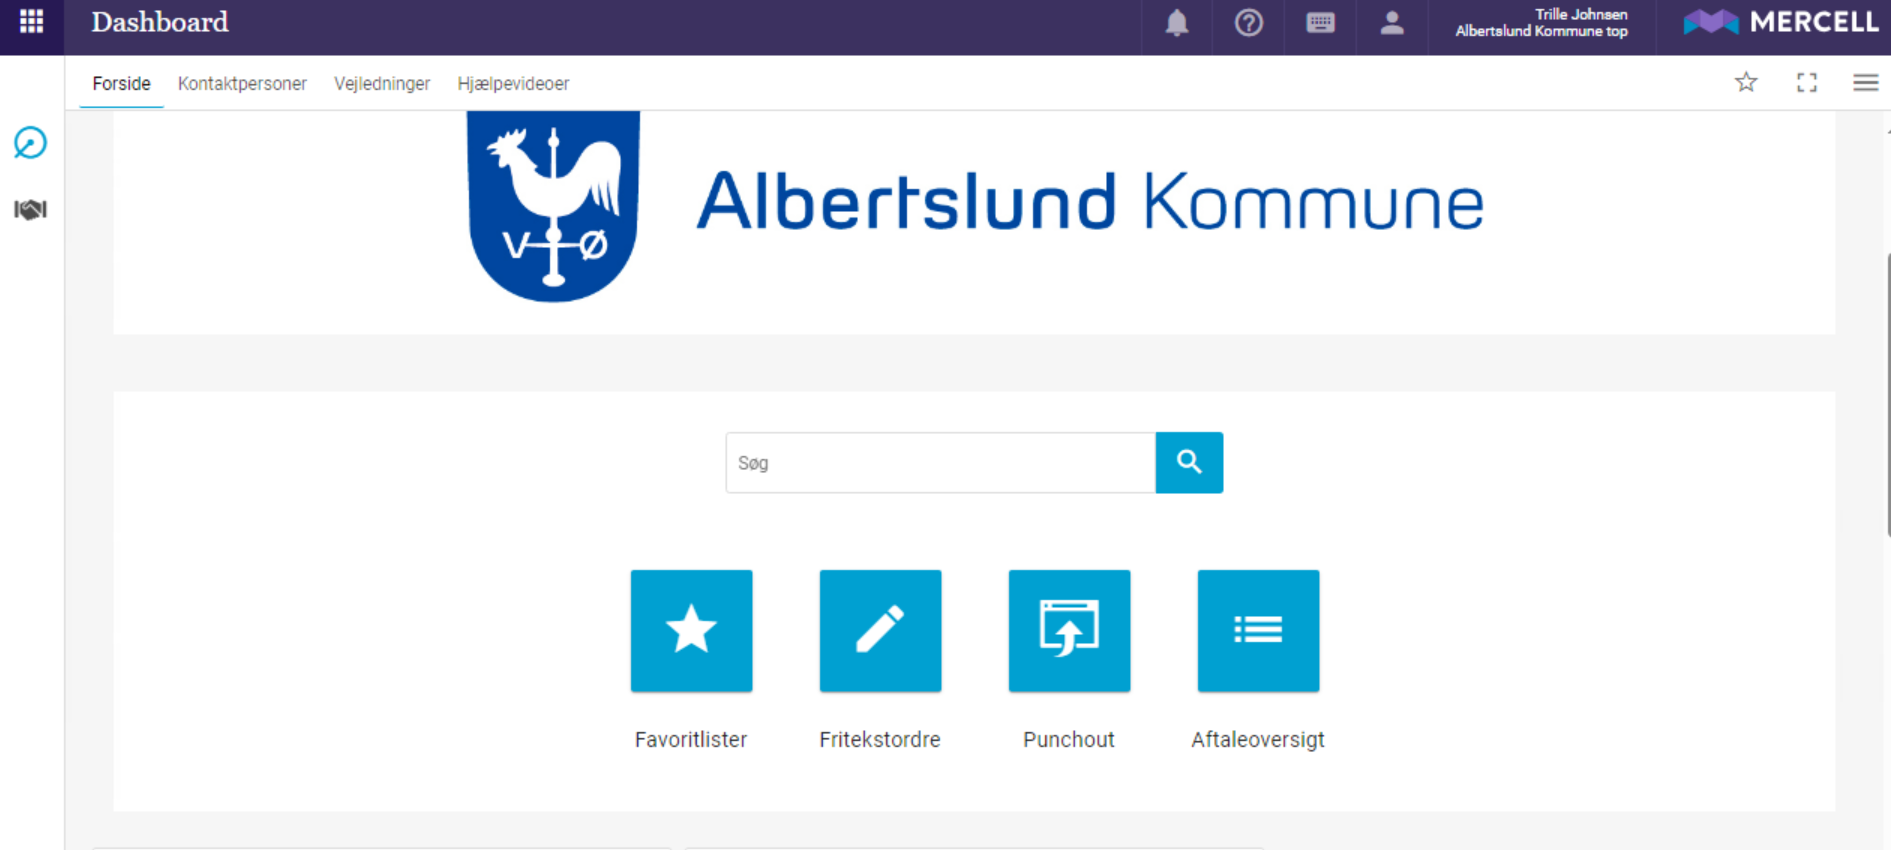 Dashboard
Trille Johnsen
Albertslund Kommune top
MERCELL
Forside
Kontaktpersoner
Vejledninger
Hjælpevideoer
V Ø
Albertslund Kommune
Søg
Favoritlister
Fritekstordre
Punchout
Aftaleoversigt